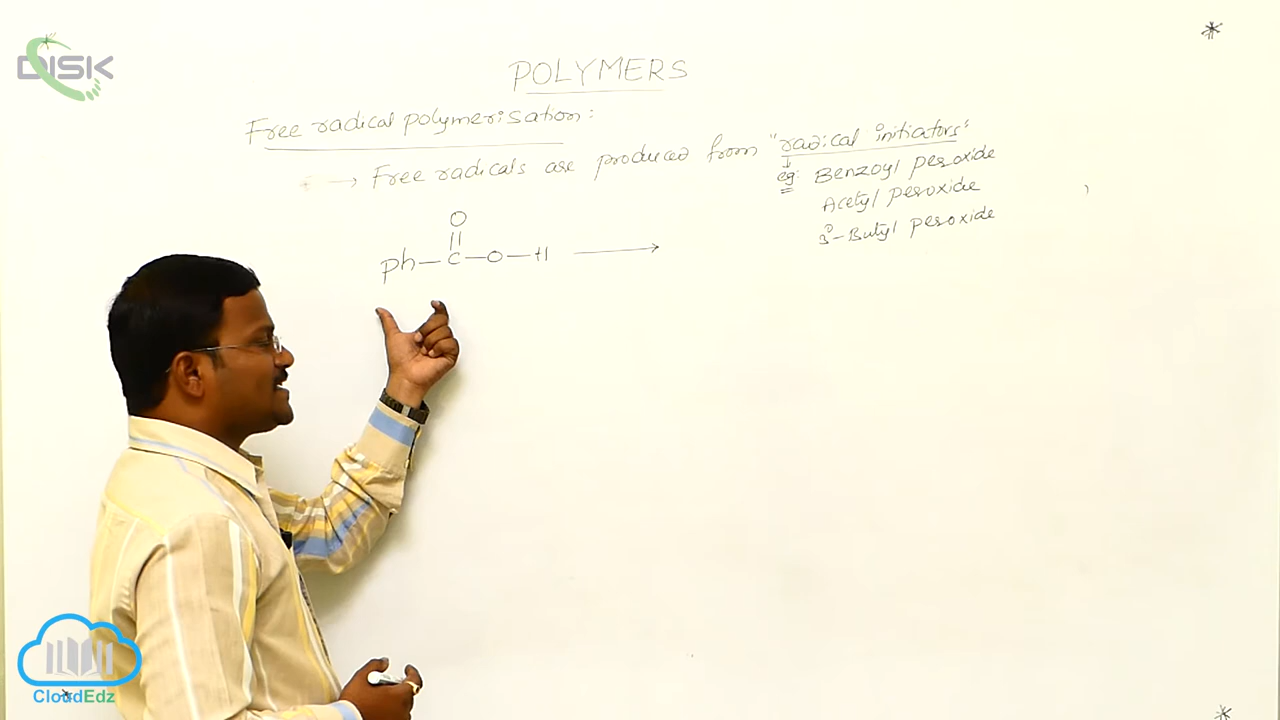 DISK
POLYMERS
Free radical polymerisation:
→ Free radicals are produced from "radical initiators"
eg: Benzoyl peroxide
Acetyl peroxide
3°-Butyl peroxide
O
Ph—C—O—H →
CloudEdz